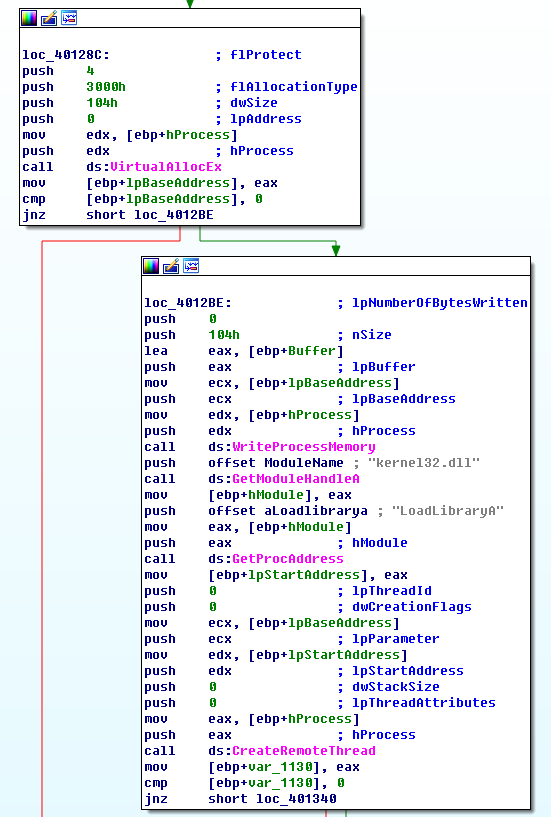 loc_40128C: ; flProtect
push 4
push 3000h ; flAllocationType
push 104h ; dwSize
push 0 ; lpAddress
mov edx, [ebp+hProcess]
push edx ; hProcess
call ds:VirtualAllocEx
mov [ebp+lpBaseAddress], eax
cmp [ebp+lpBaseAddress], 0
jnz short loc_4012BE
loc_4012BE: ; lpNumberOfBytesWritten
push 0
push 104h ; nSize
lea eax, [ebp+Buffer]
push eax ; lpBuffer
mov ecx, [ebp+lpBaseAddress]
push ecx ; lpBaseAddress
mov edx, [ebp+hProcess]
push edx ; hProcess
call ds:WriteProcessMemory
push offset ModuleName ; "kernel32.dll"
call ds:GetModuleHandleA
mov [ebp+hModule], eax
push offset aLoadlibrarya ; "LoadLibraryA"
mov eax, [ebp+hModule]
push eax ; hModule
call ds:GetProcAddress
mov [ebp+lpStartAddress], eax
push 0 ; lpThreadId
push 0 ; dwCreationFlags
mov ecx, [ebp+lpBaseAddress]
push ecx ; lpParameter
mov edx, [ebp+lpStartAddress]
push edx ; lpStartAddress
push 0 ; dwStackSize
push 0 ; lpThreadAttributes
mov eax, [ebp+hProcess]
push eax ; hProcess
call ds:CreateRemoteThread
mov [ebp+var_1130], eax
cmp [ebp+var_1130], 0
jnz short loc_401340